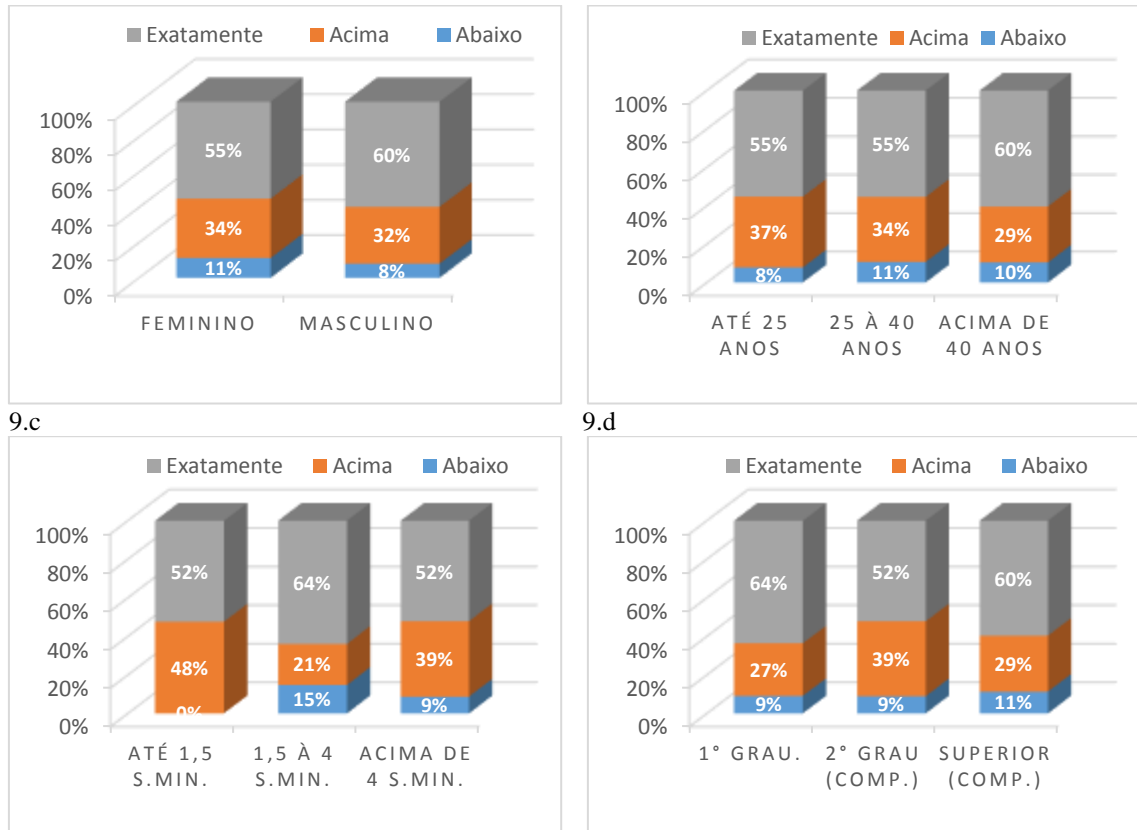 Exatamente Acima Abaixo
100%
80%
60%
40%
20%
0%
55% 60%
34% 32%
11% 8%
FEMININO MASCULINO
Exatamente Acima Abaixo
100%
80%
60%
40%
20%
0%
55% 55% 60%
37% 34% 29%
8% 11% 10%
ATÉ 25 25 À 40 ACIMA DE
ANOS ANOS 40 ANOS
9.c 9.d
Exatamente Acima Abaixo
100%
80%
60%
40%
20%
0%
52% 64% 52%
48% 21% 39%
0% 15% 9%
ATÉ 1,5 1,5 À 4 ACIMA DE
S.MIN. S.MIN. 4 S.MIN.
Exatamente Acima Abaixo
100%
80%
60%
40%
20%
0%
64% 52% 60%
27% 39% 29%
9% 9% 11%
1° GRAU. 2° GRAU SUPERIOR
(COMP.) (COMP.)